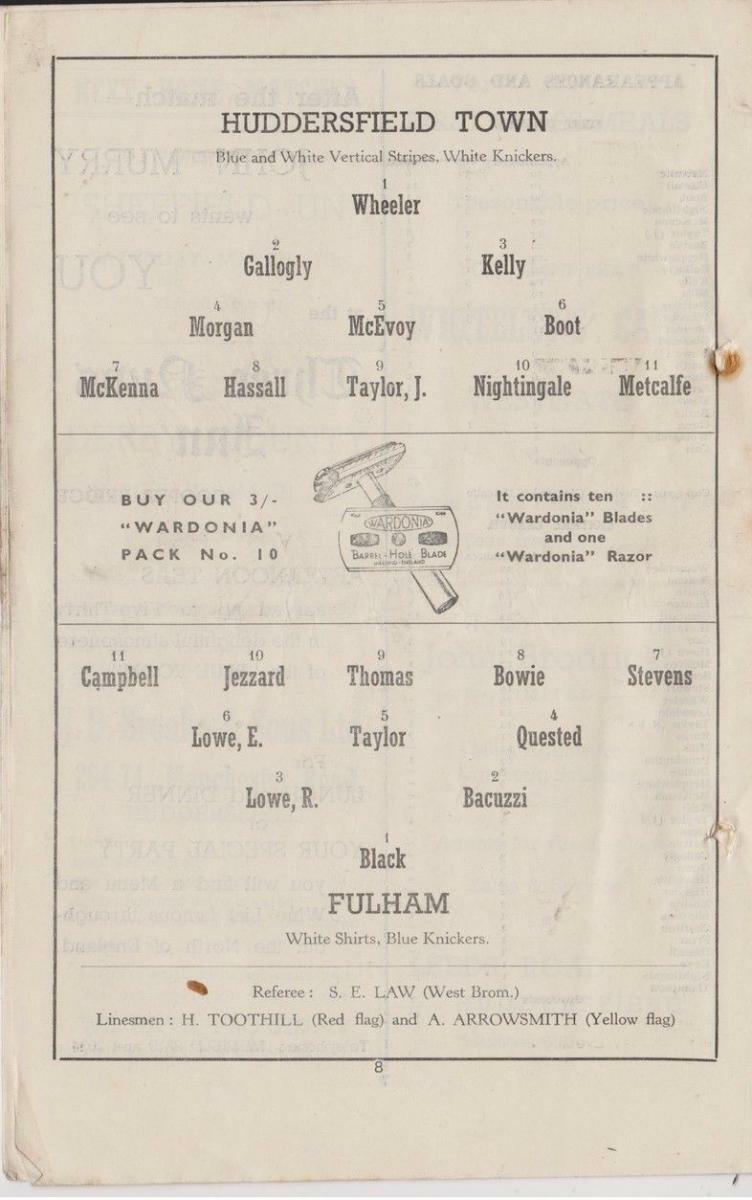 HUDDERSFIELD TOWN
Blue and White Vertical Stripes, White Knickers.
1
Wheeler
2 3
Gallogly Kelly
4 5 6
Morgan McEvoy Boot
7 8 9 10 11
McKenna Hassall Taylor, J. Nightingale Metcalfe
BUY OUR 3/-
"WARDONIA"
PACK No. 10
WARDONIA
BARREL-HOLE BLADE
It contains ten ::
"Wardonia" Blades
and one
"Wardonia" Razor
11 10 9 8 7
Campbell Jezzard Thomas Bowie Stevens
6 5 4
Lowe, E. Taylor Quested
3 2
Lowe, R. Bacuzzi
1
Black
FULHAM
White Shirts, Blue Knickers.
Referee : S. E. LAW (West Brom.)
Linesmen : H. TOOTHILL (Red flag) and A. ARROWSMITH (Yellow flag)
8